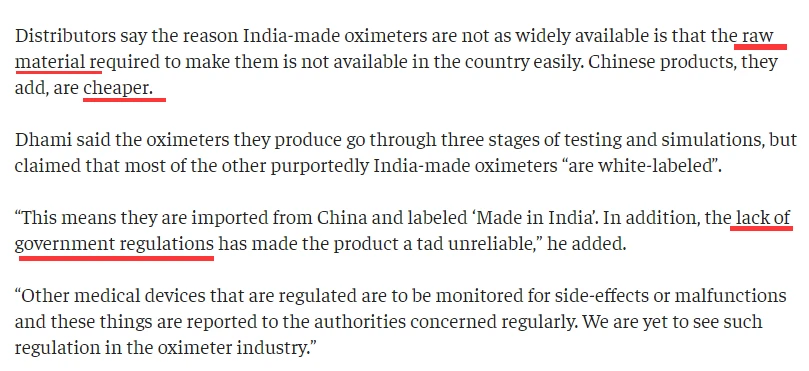 Distributors say the reason India-made oximeters are not as widely available is that the raw
material required to make them is not available in the country easily. Chinese products, they
add, are cheaper.
Dhami said the oximeters they produce go through three stages of testing and simulations, but
claimed that most of the other purportedly India-made oximeters “are white-labeled”.
“This means they are imported from China and labeled ‘Made in India’. In addition, the lack of
government regulations has made the product a tad unreliable,” he added.
“Other medical devices that are regulated are to be monitored for side-effects or malfunctions
and these things are reported to the authorities concerned regularly. We are yet to see such
regulation in the oximeter industry.”